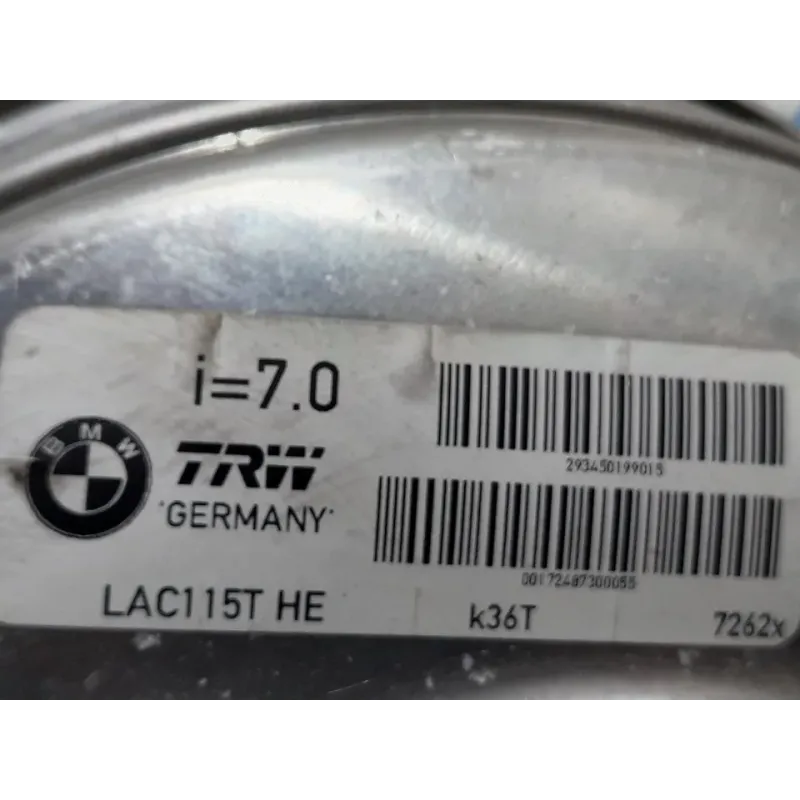 i=7.0
293450199015
BMW
TRW
·GERMANY·
00172487300055
LAC115T HE
k36T
7262x